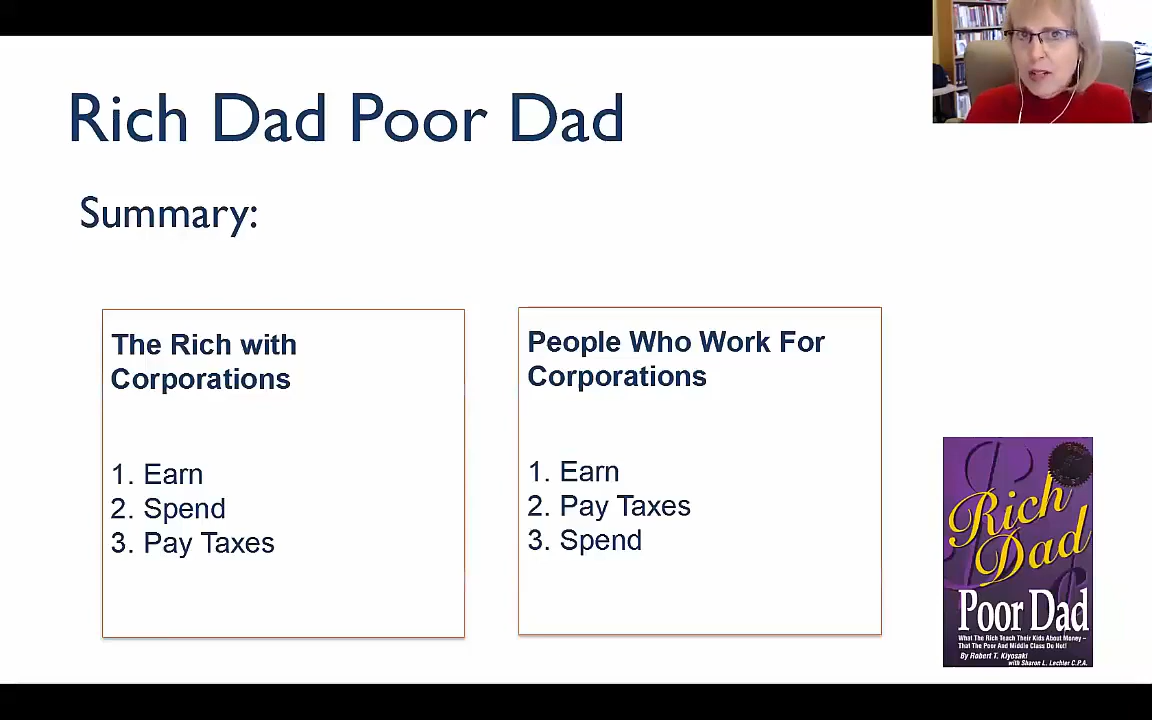 Rich Dad Poor Dad
Summary:
The Rich with
Corporations
1. Earn
2. Spend
3. Pay Taxes
People Who Work For
Corporations
1. Earn
2. Pay Taxes
3. Spend
Rich
Dad
Poor Dad
What The Rich Teach Their Kids About Money –
That The Poor And Middle Class Do Not!
By Robert T. Kiyosaki
with Sharon L. Lechter C.P.A.